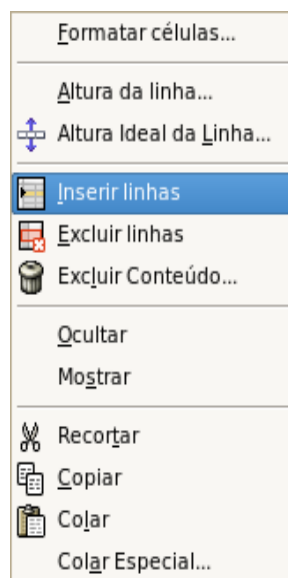 Formatar células...
Altura da linha...
Altura Ideal da Linha...
Inserir linhas
Excluir linhas
Excluir Conteúdo...
Ocultar
Mostrar
Recortar
Copiar
Colar
Colar Especial...